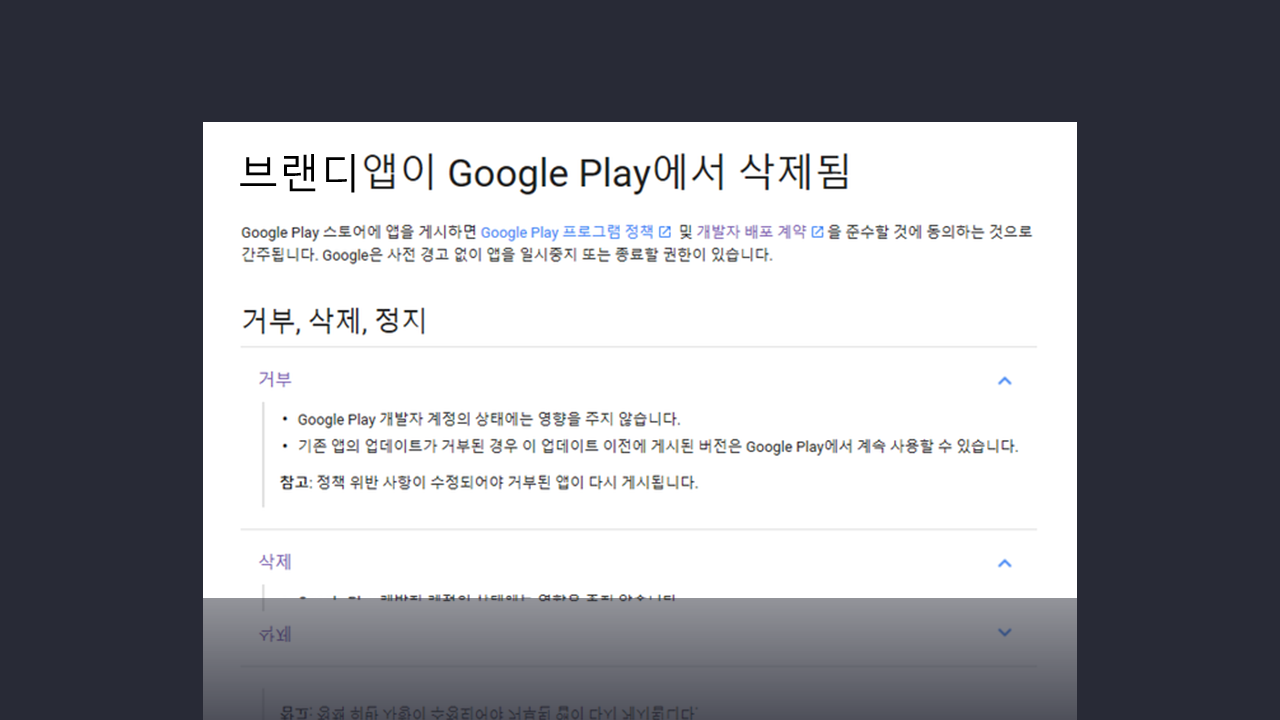 브랜디앱이 Google Play에서 삭제됨
Google Play 스토어에 앱을 게시하면 Google Play 프로그램 정책 및 개발자 배포 계약 을 준수할 것에 동의하는 것으로
간주됩니다. Google은 사전 경고 없이 앱을 일시중지 또는 종료할 권한이 있습니다.
거부, 삭제, 정지
거부
• Google Play 개발자 계정의 상태에는 영향을 주지 않습니다.
• 기존 앱의 업데이트가 거부된 경우 이 업데이트 이전에 게시된 버전은 Google Play에서 계속 사용할 수 있습니다.
참고: 정책 위반 사항이 수정되어야 거부된 앱이 다시 게시됩니다.
삭제